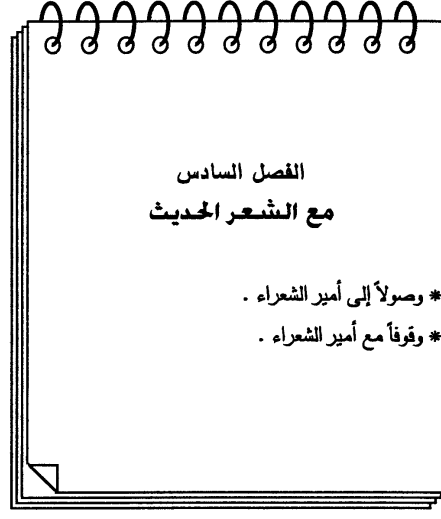 الفصل السادس
مع الشعر الحديث
* وصولاً إلى أمير الشعراء .
* وقوفاً مع أمير الشعراء .